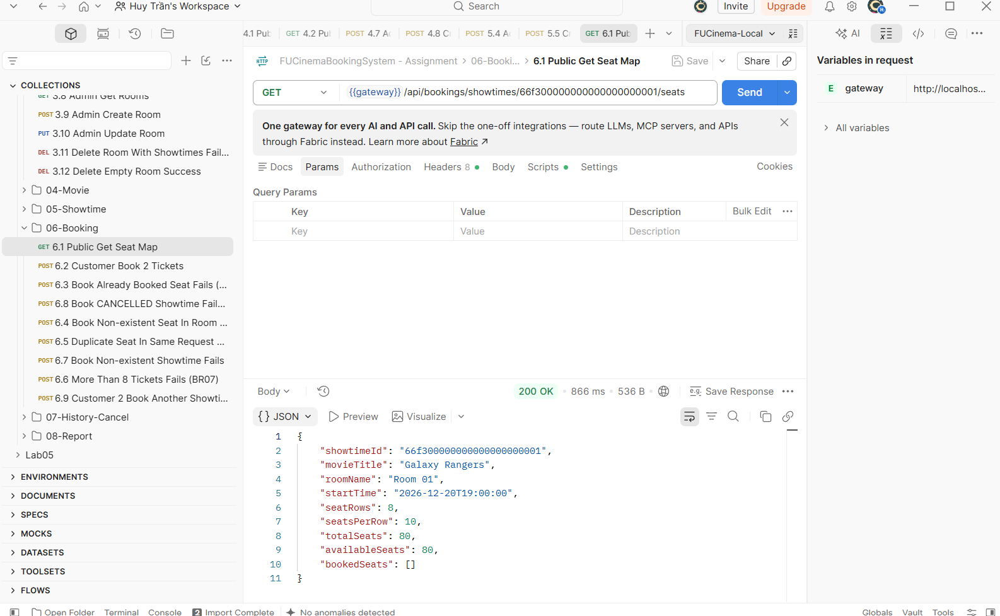 Huy Trần's Workspace
Search
Invite
Upgrade
4.1 Pub
GET 4.2 Pu
POST 4.7 A
POST 4.8 C
POST 5.4 A
POST 5.5 C
GET 6.1 Pub
FUCinema-Local
AI
FUCinemaBookingSystem - Assignment > 06-Booki... > 6.1 Public Get Seat Map
Save
Share
GET
{{gateway}} /api/bookings/showtimes/66f300000000000000000001/seats
Send
One gateway for every AI and API call. Skip the one-off integrations — route LLMs, MCP servers, and APIs
through Fabric instead. Learn more about Fabric ↗
Docs
Params
Authorization
Headers 8
Body
Scripts
Settings
Cookies
Query Params
Key
Value
Description
Bulk Edit
Key
Value
Description
COLLECTIONS
GET 3.8 Admin Get Rooms
POST 3.9 Admin Create Room
PUT 3.10 Admin Update Room
DEL 3.11 Delete Room With Showtimes Fail...
DEL 3.12 Delete Empty Room Success
04-Movie
05-Showtime
06-Booking
GET 6.1 Public Get Seat Map
POST 6.2 Customer Book 2 Tickets
POST 6.3 Book Already Booked Seat Fails (...
POST 6.8 Book CANCELLED Showtime Fail...
POST 6.4 Book Non-existent Seat In Room ...
POST 6.5 Duplicate Seat In Same Request ...
POST 6.7 Book Non-existent Showtime Fails
POST 6.6 More Than 8 Tickets Fails (BR07)
POST 6.9 Customer 2 Book Another Showti...
07-History-Cancel
08-Report
Lab05
ENVIRONMENTS
DOCUMENTS
SPECS
MOCKS
DATASETS
TOOLSETS
FLOWS
Body
200 OK
866 ms
536 B
e.g. Save Response
{} JSON
Preview
Visualize
1 {
2 "showtimeId": "66f300000000000000000001",
3 "movieTitle": "Galaxy Rangers",
4 "roomName": "Room 01",
5 "startTime": "2026-12-20T19:00:00",
6 "seatRows": 8,
7 "seatsPerRow": 10,
8 "totalSeats": 80,
9 "availableSeats": 80,
10 "bookedSeats": []
11 }
Variables in request
E gateway http://localhos...
All variables
Open Folder
Terminal
Console
2 Import Complete
No anomalies detected
Globals
Vault
Tools